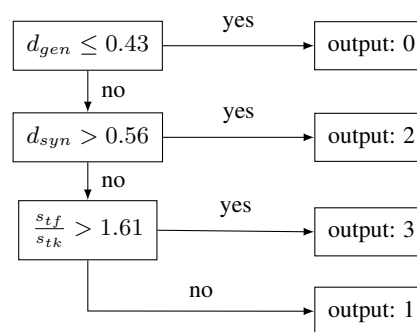 yes
d_gen ≤ 0.43
output: 0
no
yes
d_syn > 0.56
output: 2
no
yes
s_tf / s_tk > 1.61
output: 3
no
output: 1